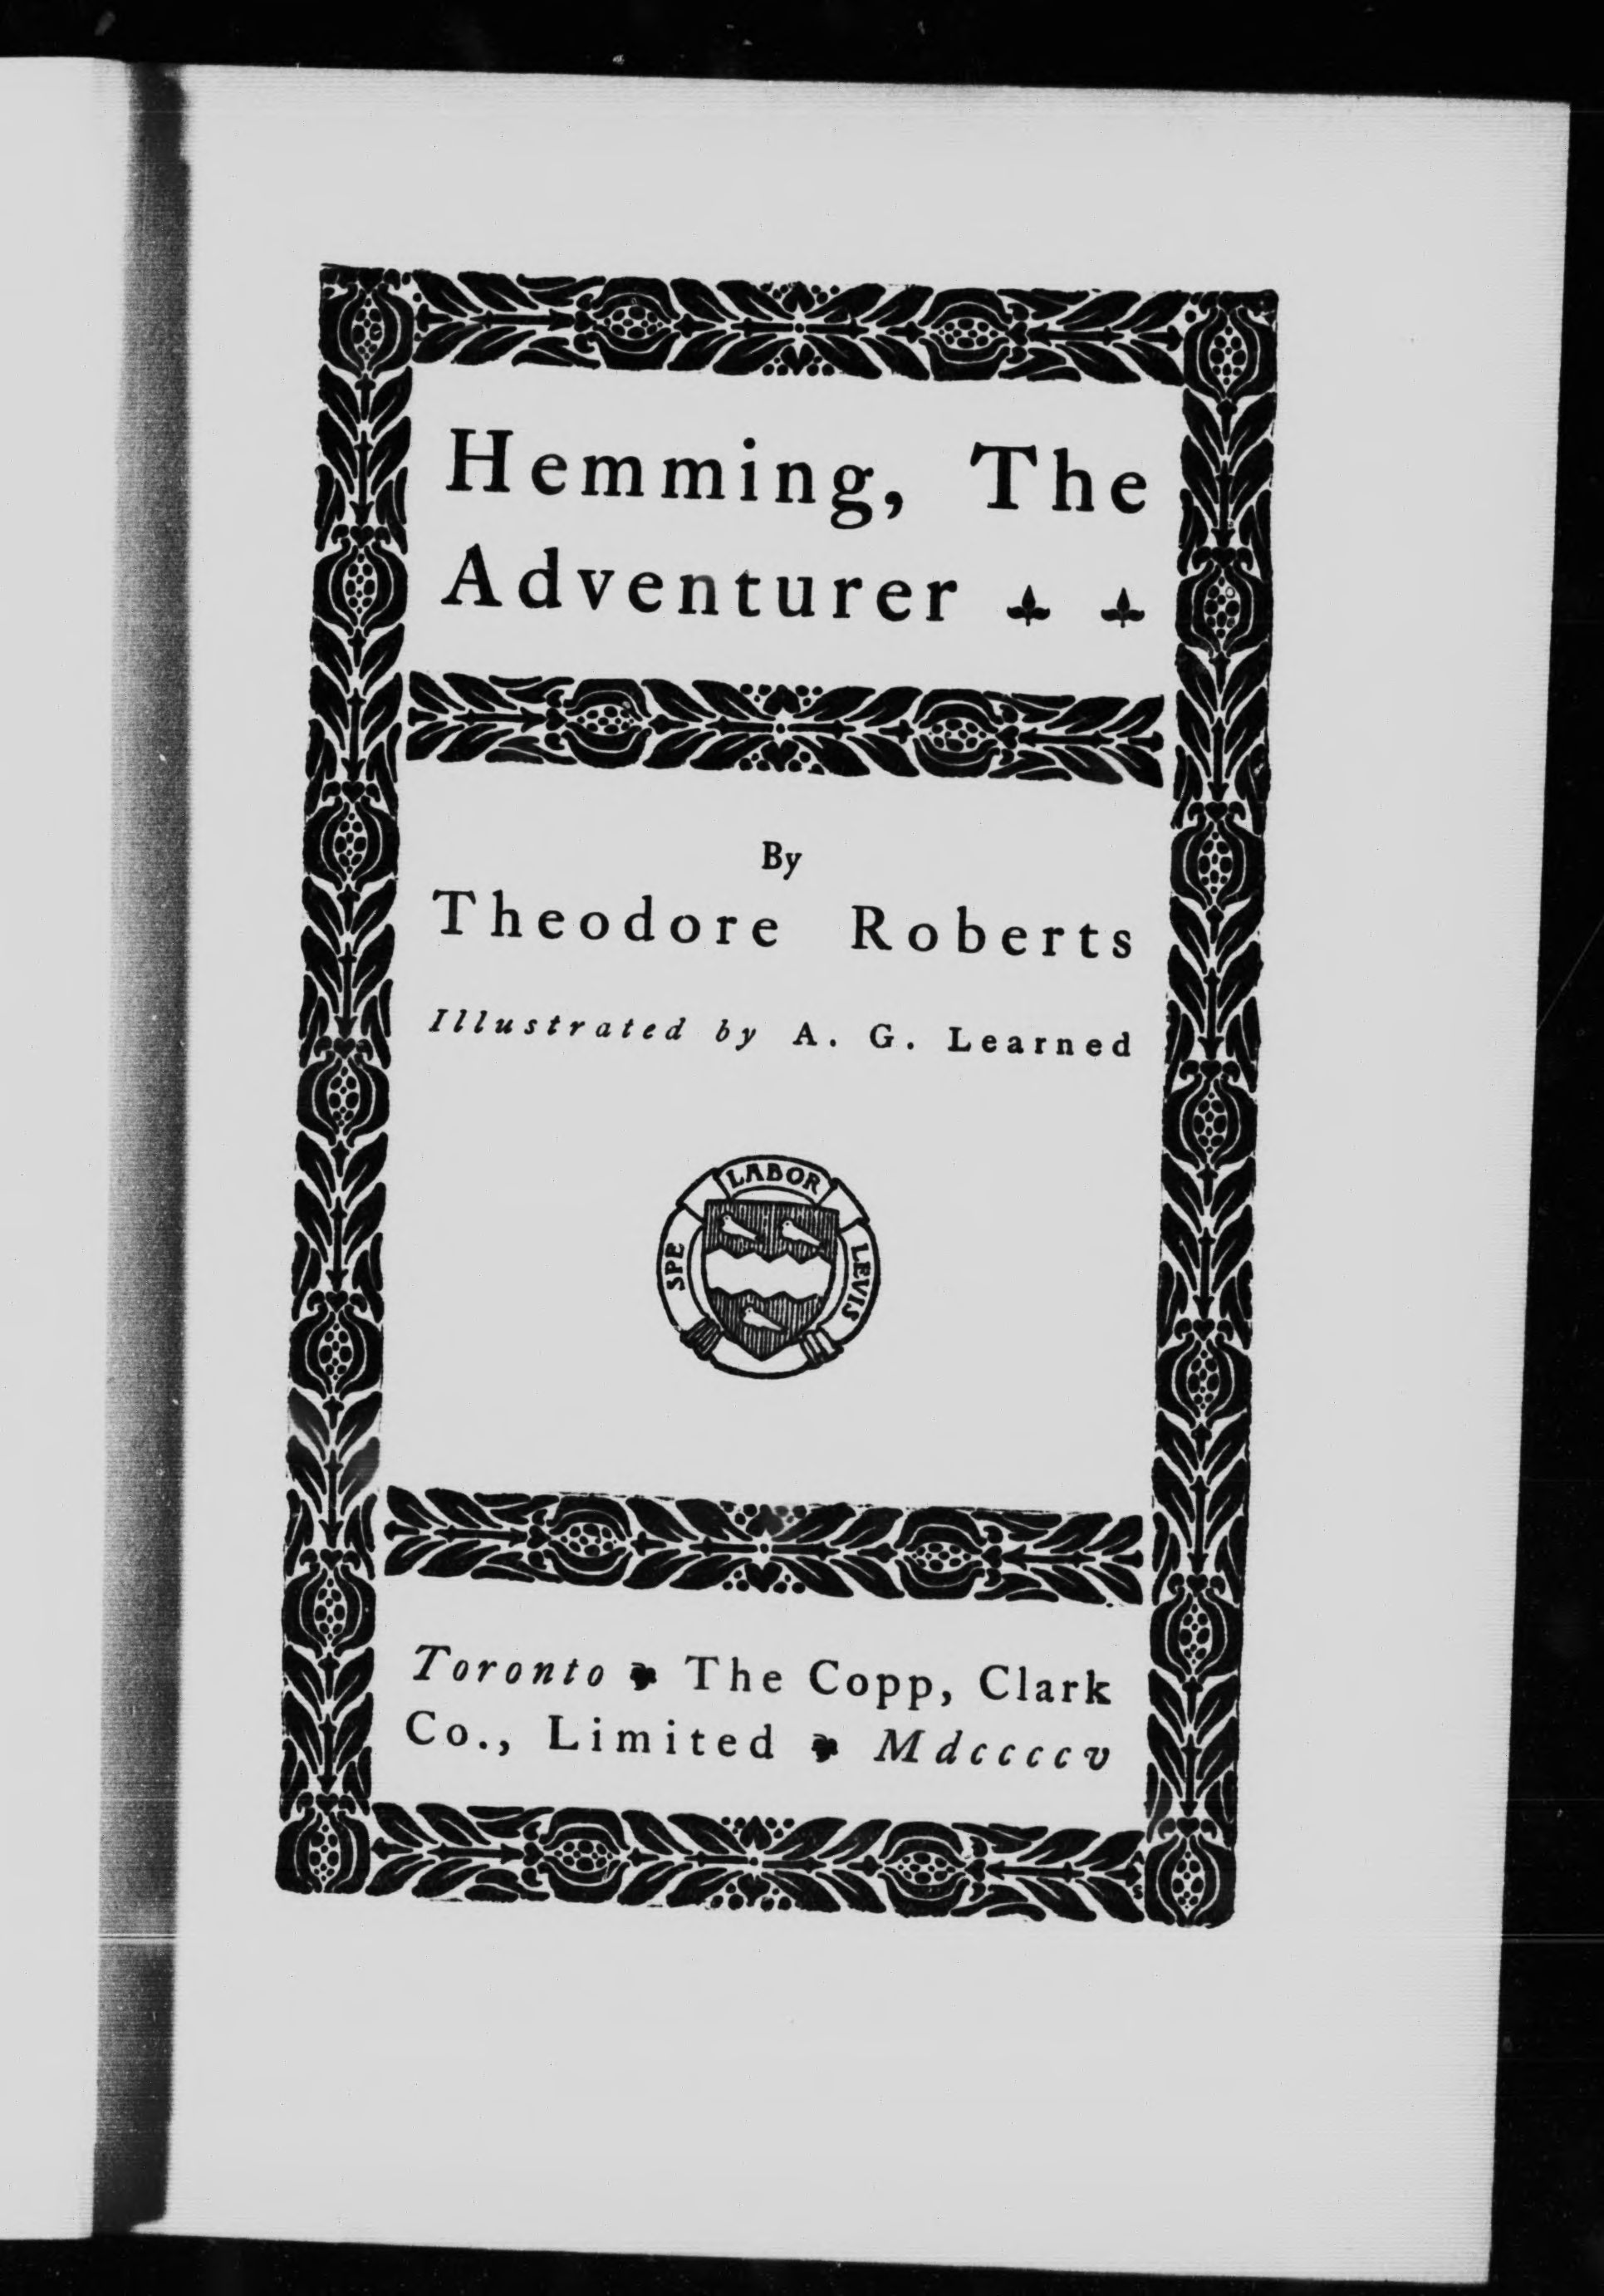 Hemming, The
Adventurer
By
Theodore Roberts
Illustrated by A. G. Learned
SPE LABOR LEVIS
Toronto The Copp, Clark
Co., Limited Mdccccv